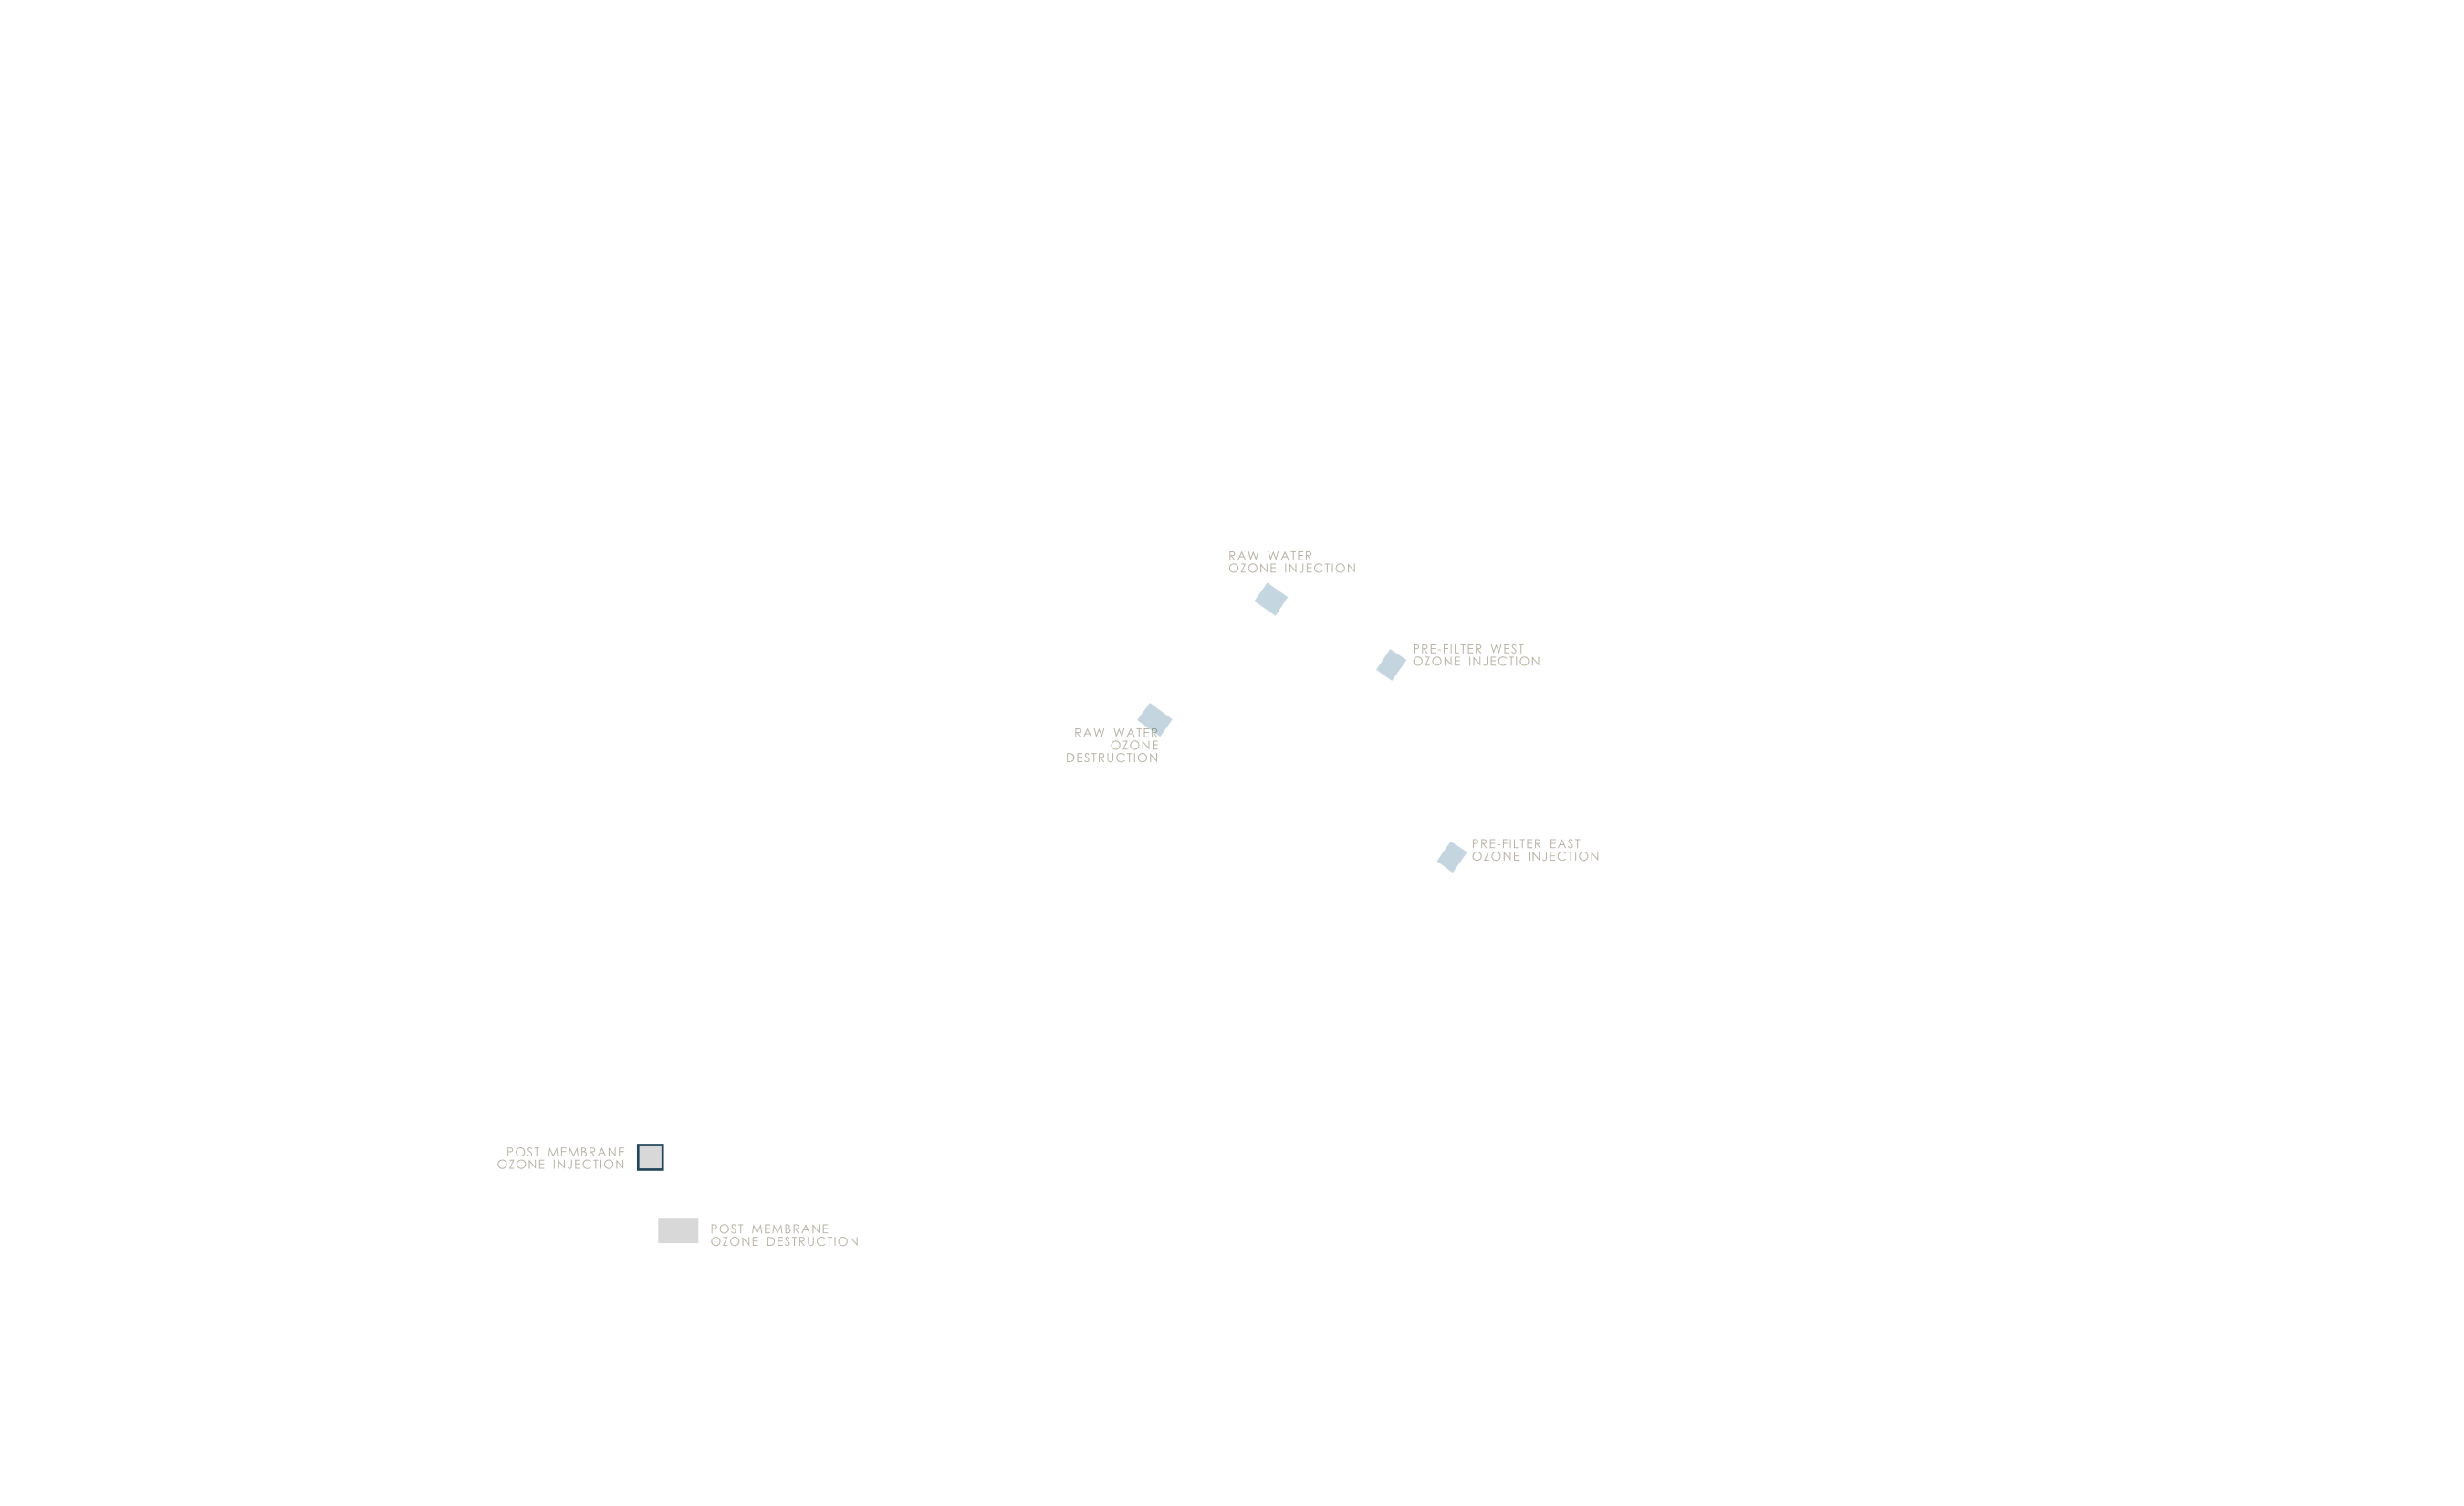 RAW WATER
OZONE INJECTION
PRE-FILTER WEST
OZONE INJECTION
RAW WATER
OZONE
DESTRUCTION
PRE-FILTER EAST
OZONE INJECTION
POST MEMBRANE
OZONE INJECTION
POST MEMBRANE
OZONE DESTRUCTION